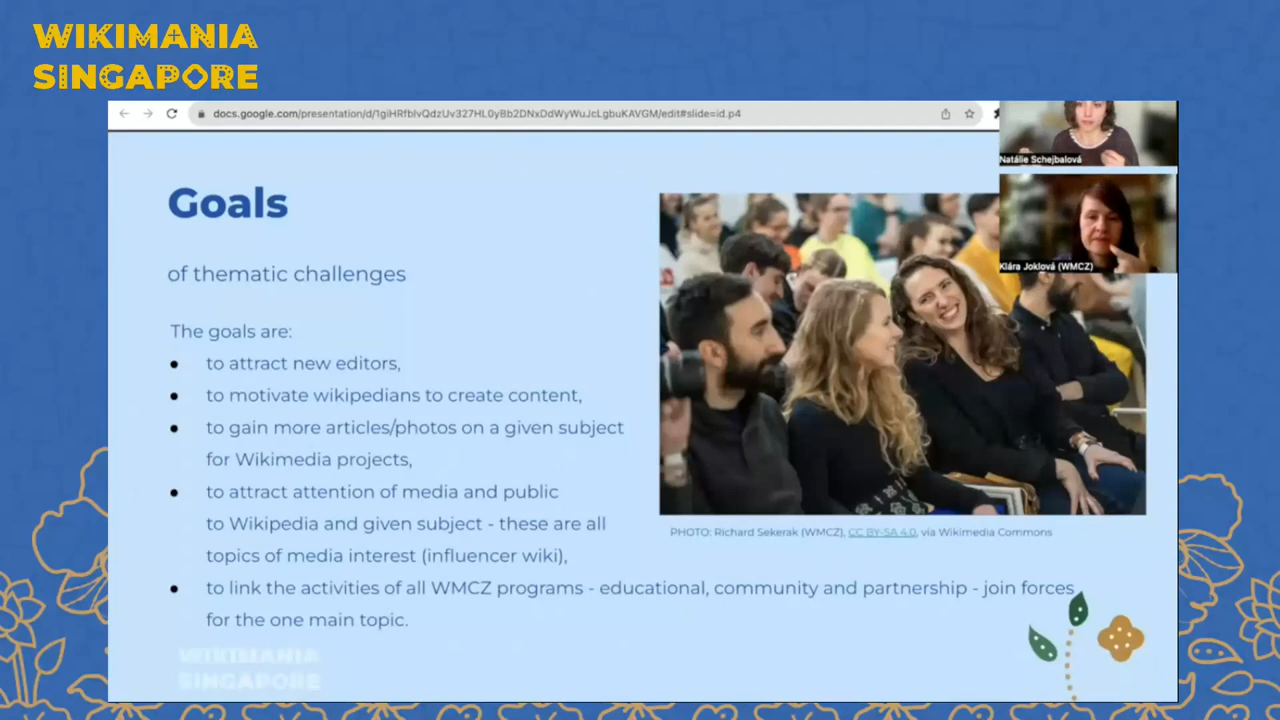 WIKIMANIA
SINGAPORE
docs.google.com/presentation/d/1giHRfbIvQdzUv327HL0yBb2DNxDdWyWuJcLgbuKAVGM/edit#slide=id.p4
Natálie Schejbalová
Klára Joklová (WMCZ)
Goals
of thematic challenges
The goals are:
● to attract new editors,
● to motivate wikipedians to create content,
● to gain more articles/photos on a given subject
for Wikimedia projects,
● to attract attention of media and public
to Wikipedia and given subject - these are all
topics of media interest (influencer wiki),
● to link the activities of all WMCZ programs - educational, community and partnership - join forces
for the one main topic.
PHOTO: Richard Sekerak (WMCZ), CC BY-SA 4.0, via Wikimedia Commons
WIKIMANIA
SINGAPORE